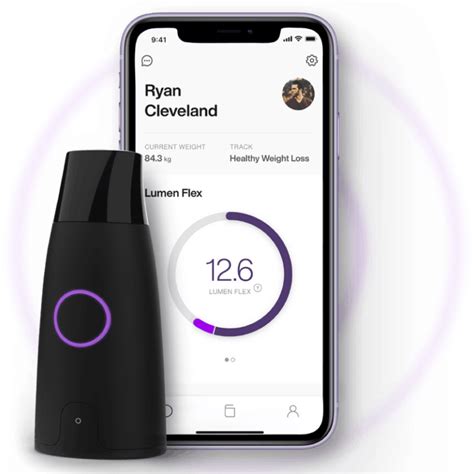 9:41
Ryan
Cleveland
CURRENT WEIGHT
84.3 kg
TRACK
Healthy Weight Loss
Lumen Flex
12.6
LUMEN FLEX